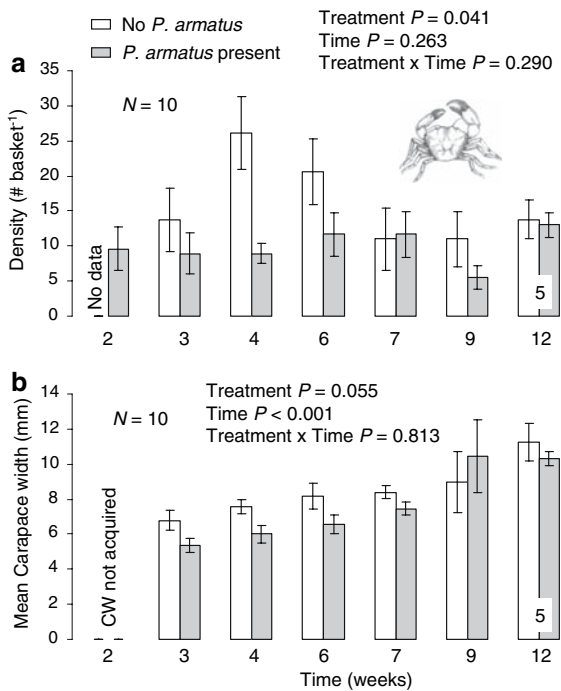 No P. armatus
P. armatus present
Treatment P = 0.041
Time P = 0.263
Treatment x Time P = 0.290
a
N = 10
Density (# basket⁻¹)
35
30
25
20
15
10
5
0
No data
5
2 3 4 6 7 9 12
b
Treatment P = 0.055
Time P < 0.001
Treatment x Time P = 0.813
N = 10
Mean Carapace width (mm)
14
12
10
8
6
4
2
0
CW not acquired
5
2 3 4 6 7 9 12
Time (weeks)